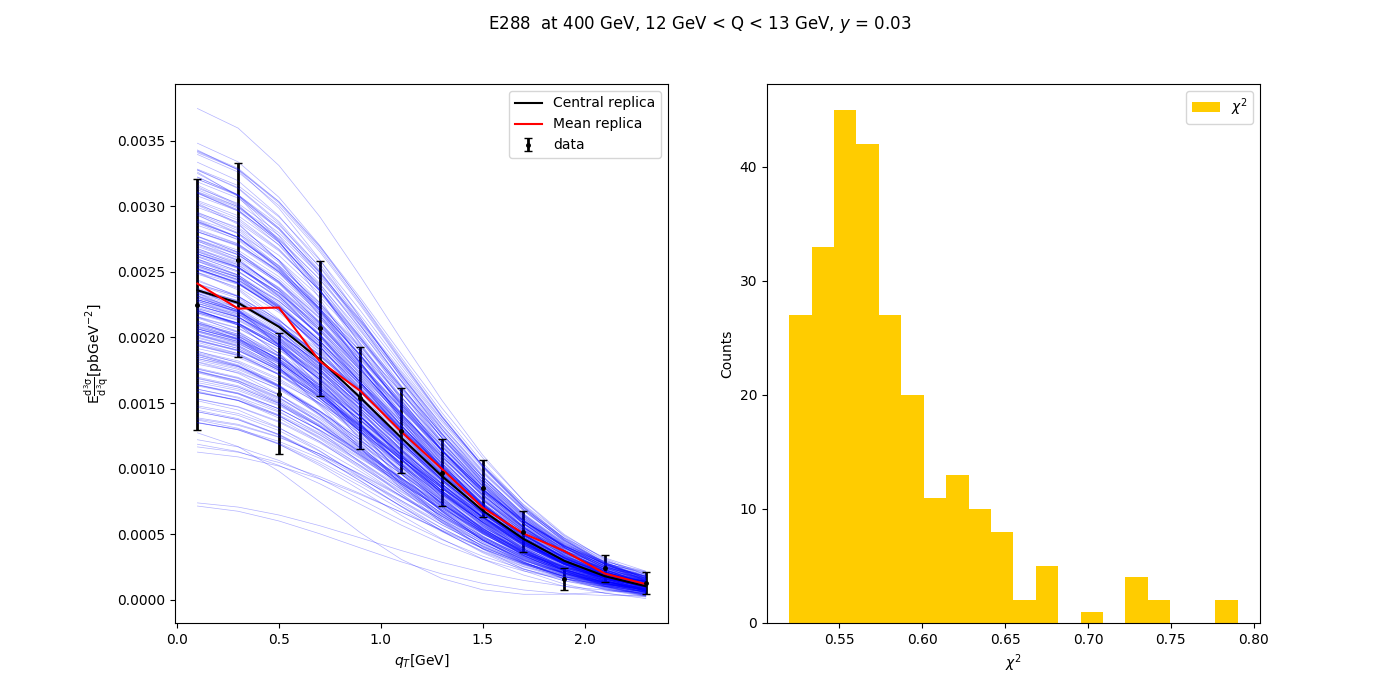 E288 at 400 GeV, 12 GeV < Q < 13 GeV, y = 0.03
Central replica
Mean replica
data
0.0035
0.0030
0.0025
0.0020
0.0015
0.0010
0.0005
0.0000
E d³σ/d³q [pbGeV⁻²]
0.0
0.5
1.0
1.5
2.0
q_T[GeV]
χ²
40
30
20
10
0
Counts
0.55
0.60
0.65
0.70
0.75
0.80
χ²